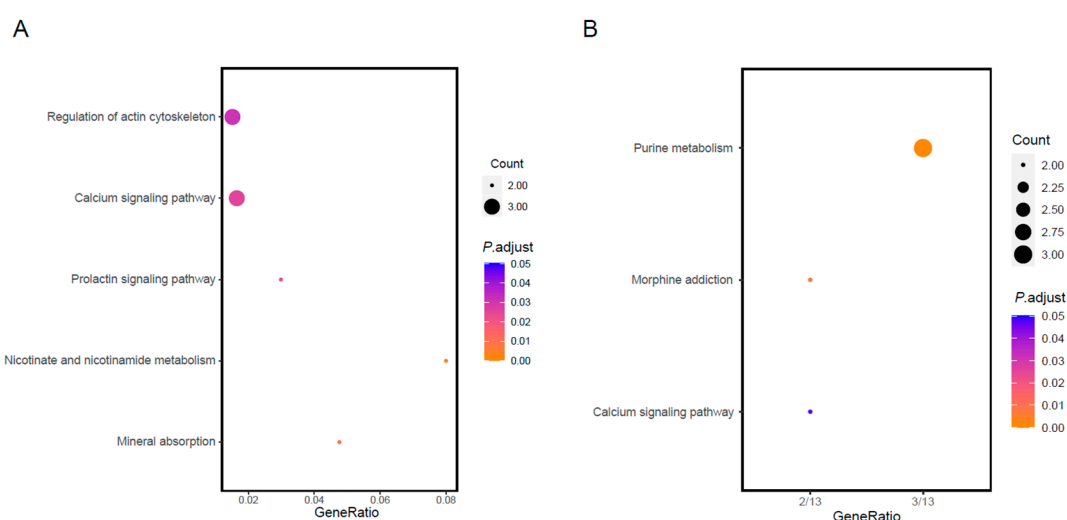 A
Regulation of actin cytoskeleton
Calcium signaling pathway
Prolactin signaling pathway
Nicotinate and nicotinamide metabolism
Mineral absorption
0.02 0.04 0.06 0.08
GeneRatio
Count
2.00
3.00
P.adjust
0.05
0.04
0.03
0.02
0.01
0.00
B
Purine metabolism
Morphine addiction
Calcium signaling pathway
2/13 3/13
GeneRatio
Count
2.00
2.25
2.50
2.75
3.00
P.adjust
0.05
0.04
0.03
0.02
0.01
0.00